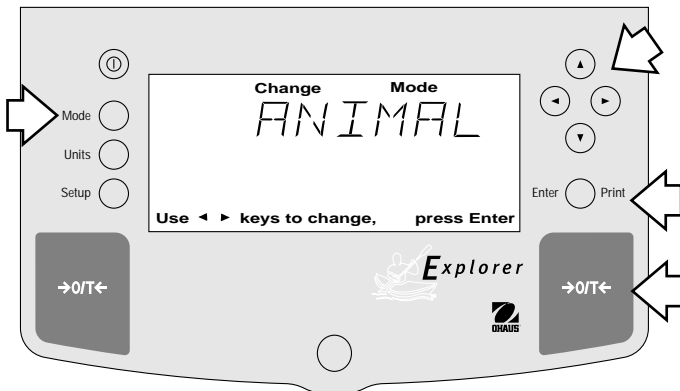 Change Mode
ANIMAL
Mode
Units
Setup
Use ◄ ► keys to change, press Enter
Enter Print
→0/T←
→0/T←
Explorer
OHAUS